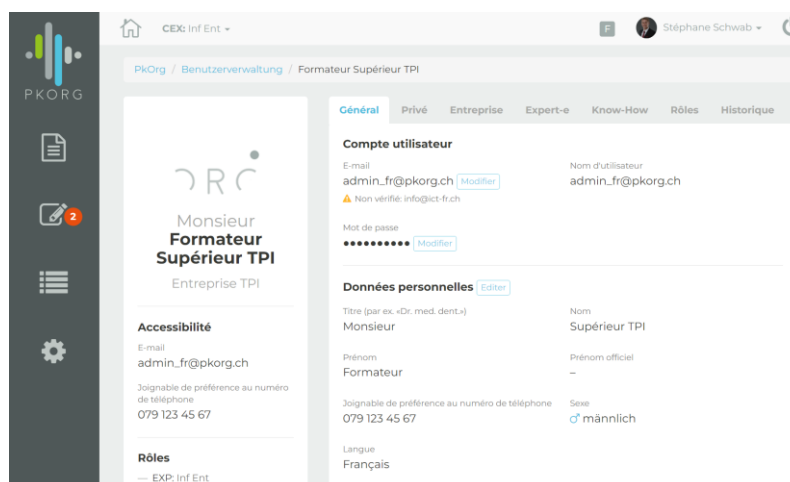 CEX: Inf Ent
F
Stéphane Schwab
PKORG
PkOrg / Benutzerverwaltung / Formateur Supérieur TPI
Général Privé Entreprise Expert-e Know-How Rôles Historique
2
ORC
Monsieur
Formateur
Supérieur TPI
Entreprise TPI
Accessibilité
E-mail
admin_fr@pkorg.ch
Joignable de préférence au numéro
de téléphone
079 123 45 67
Rôles
— EXP: Inf Ent
Compte utilisateur
E-mail Nom d'utilisateur
admin_fr@pkorg.ch Modifier admin_fr@pkorg.ch
Non vérifié: info@ict-fr.ch
Mot de passe
●●●●●●●●●● Modifier
Données personnelles Editer
Titre (par ex. «Dr. med. dent.») Nom
Monsieur Supérieur TPI
Prénom Prénom officiel
Formateur –
Joignable de préférence au numéro de téléphone Sexe
079 123 45 67 männlich
Langue
Français